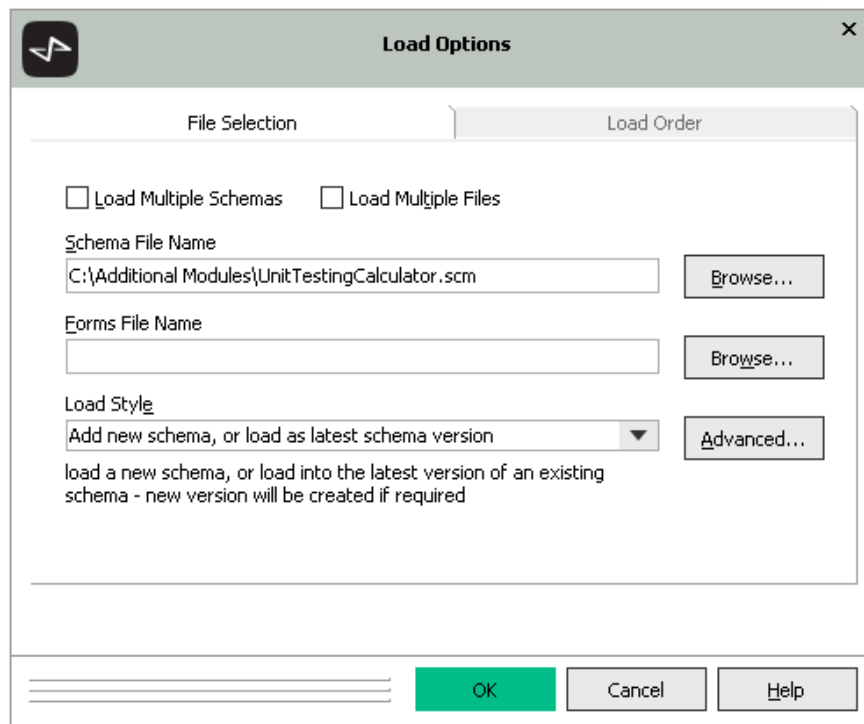 Load Options
File Selection
Load Order
Load Multiple Schemas
Load Multiple Files
Schema File Name
C:\Additional Modules\UnitTestingCalculator.scm
Browse...
Forms File Name
Browse...
Load Style
Add new schema, or load as latest schema version
Advanced...
load a new schema, or load into the latest version of an existing
schema - new version will be created if required
OK
Cancel
Help